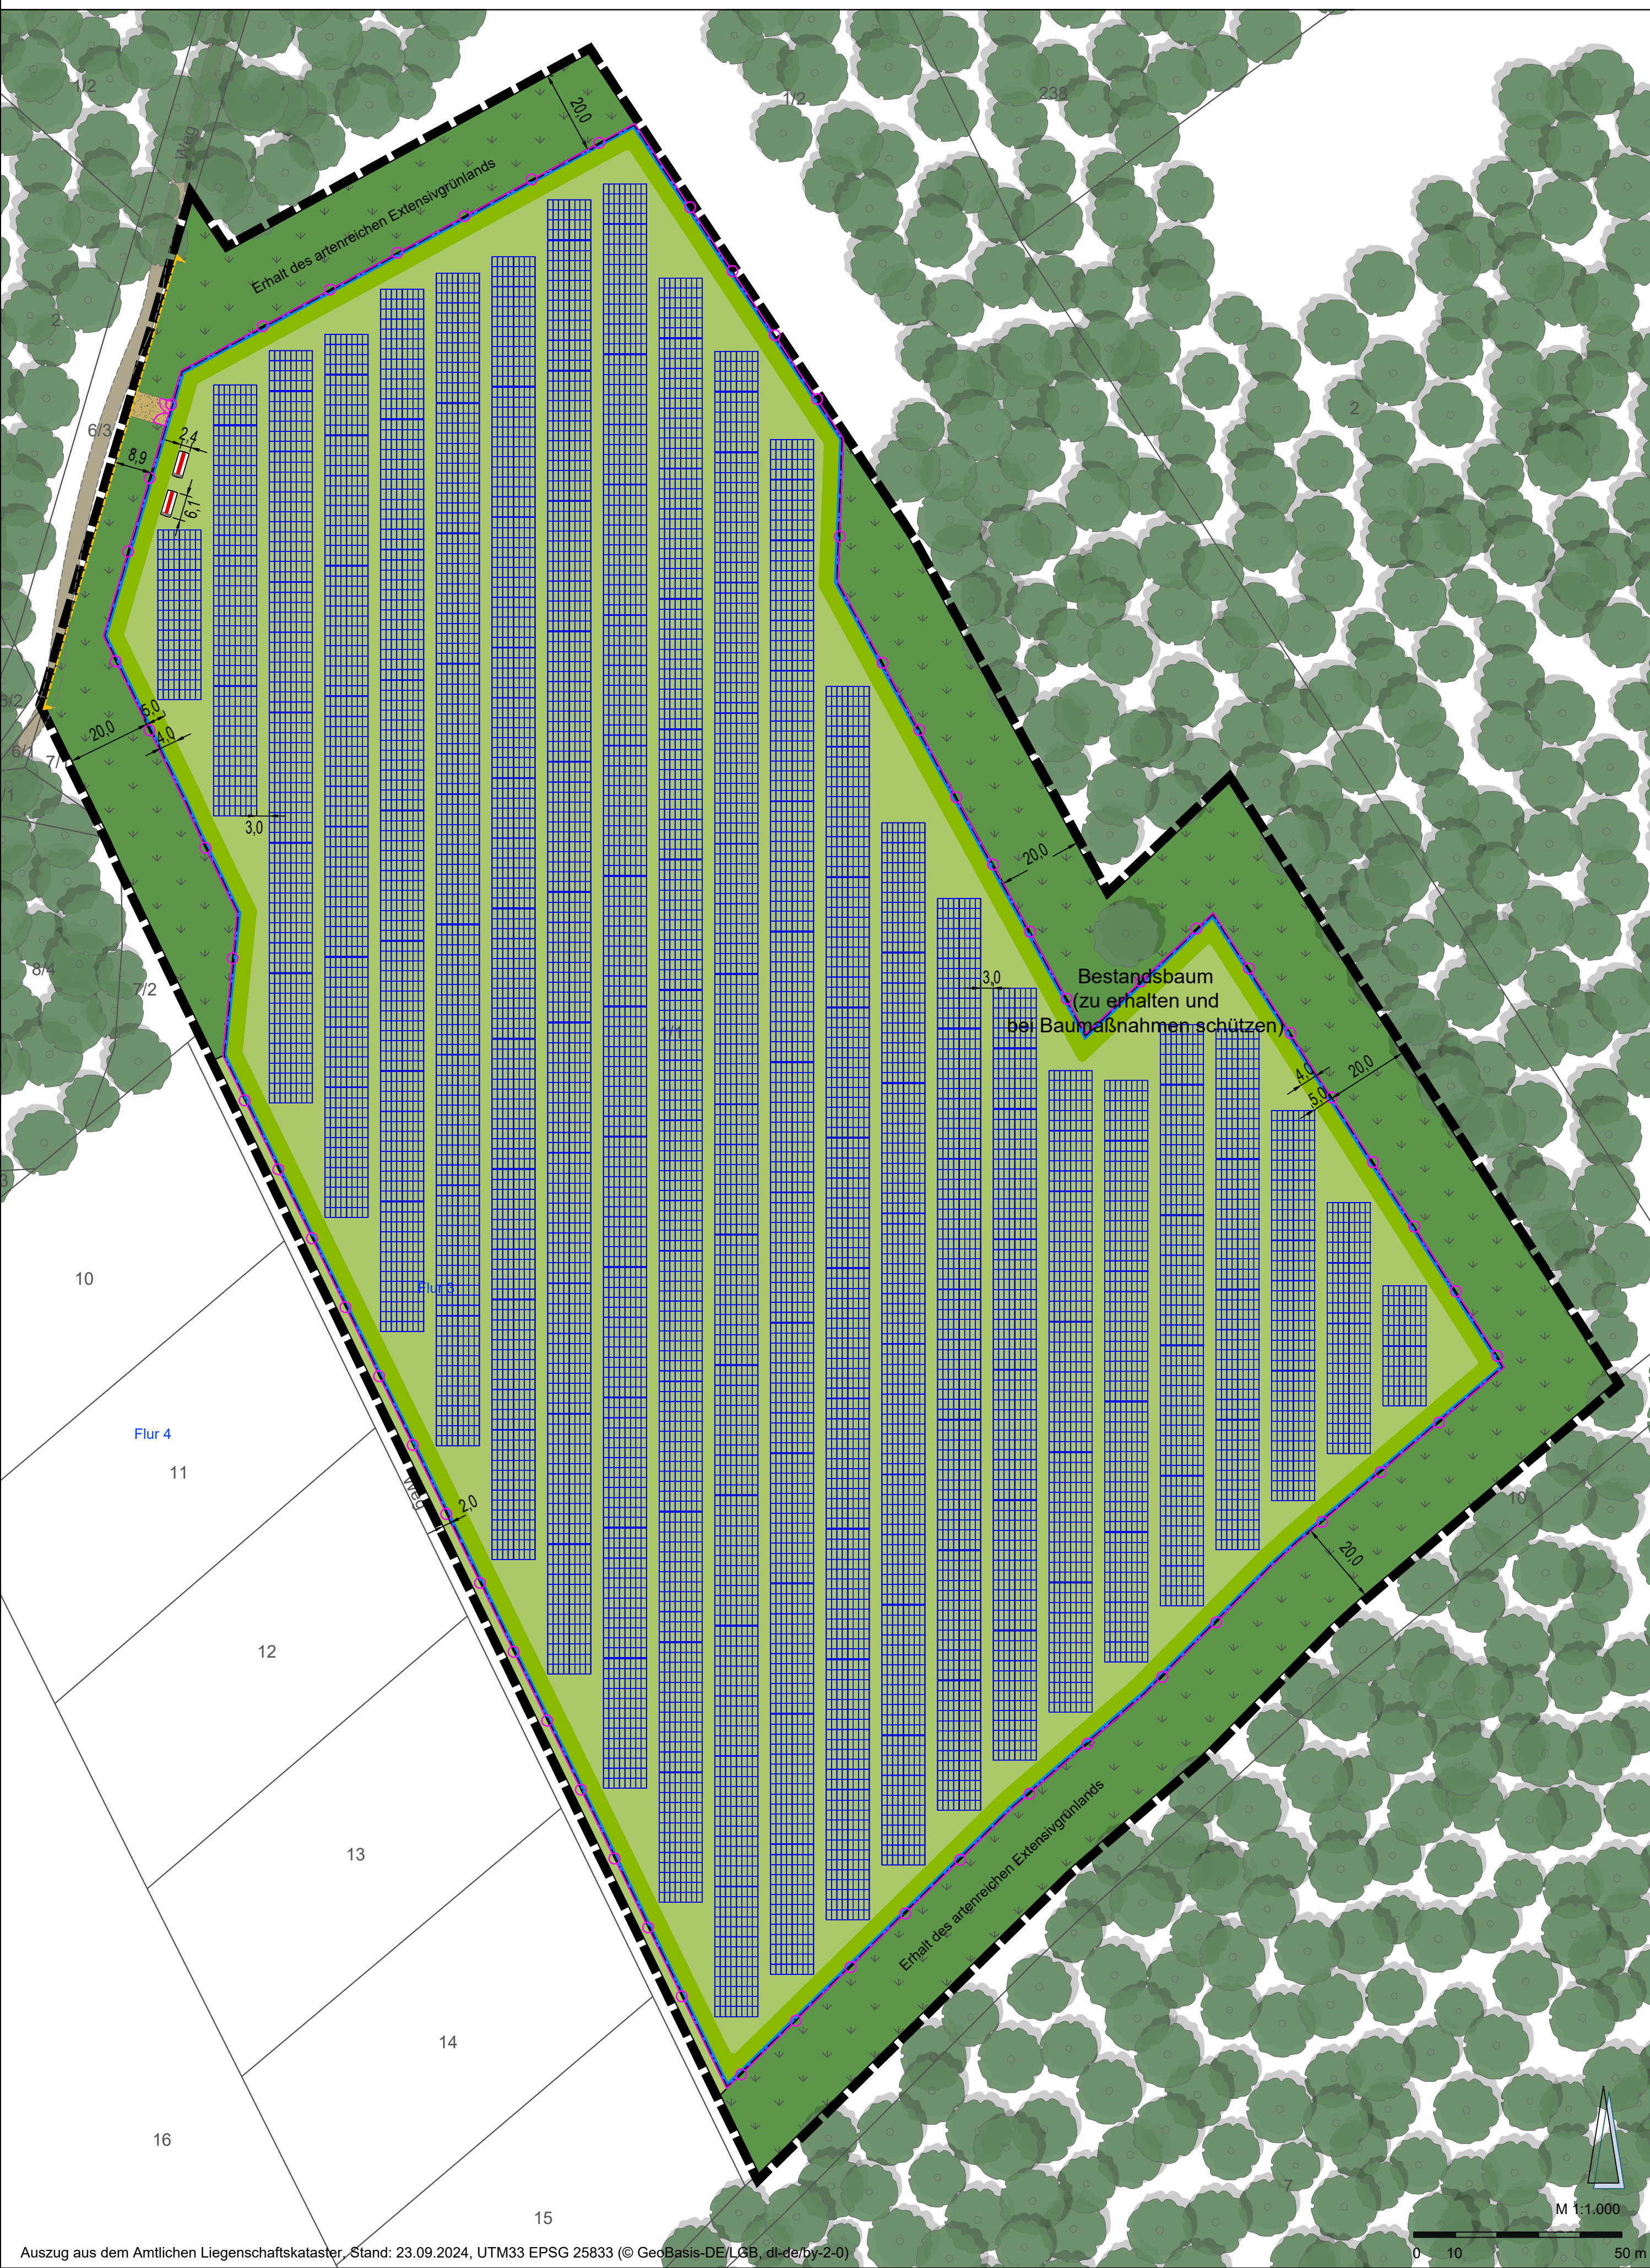 1/2
1/2
238
Weg
20,0
Erhalt des artenreichen Extensivgrünlands
2
2
6/3
2,4
8,9
6,1
5,0
20,0
4,0
6/1
3,0
20,0
8/4
7/2
3,0
Bestandsbaum
(zu erhalten und
bei Baumaßnahmen schützen)
1/1
4,0
20,0
5,0
10
Flur 3
Flur 4
11
Weg
2,0
10
20,0
12
13
Erhalt des artenreichen Extensivgrünlands
14
16
15
7
M 1:1.000
0 10 50 m
Auszug aus dem Amtlichen Liegenschaftskataster, Stand: 23.09.2024, UTM33 EPSG 25833 (© GeoBasis-DE/LGB, dl-de/by-2-0)